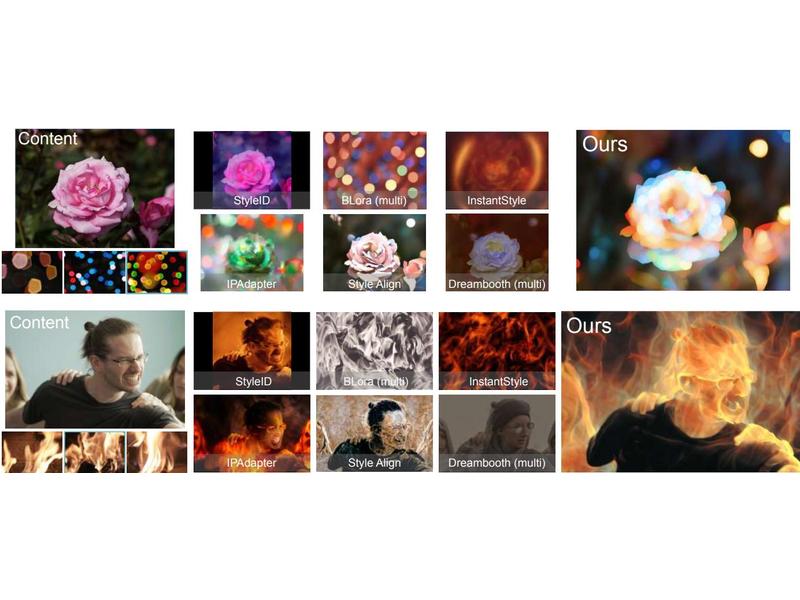 Content
StyleID
BLora (multi)
InstantStyle
Ours
IPAdapter
Style Align
Dreambooth (multi)
Content
StyleID
BLora (multi)
InstantStyle
Ours
IPAdapter
Style Align
Dreambooth (multi)